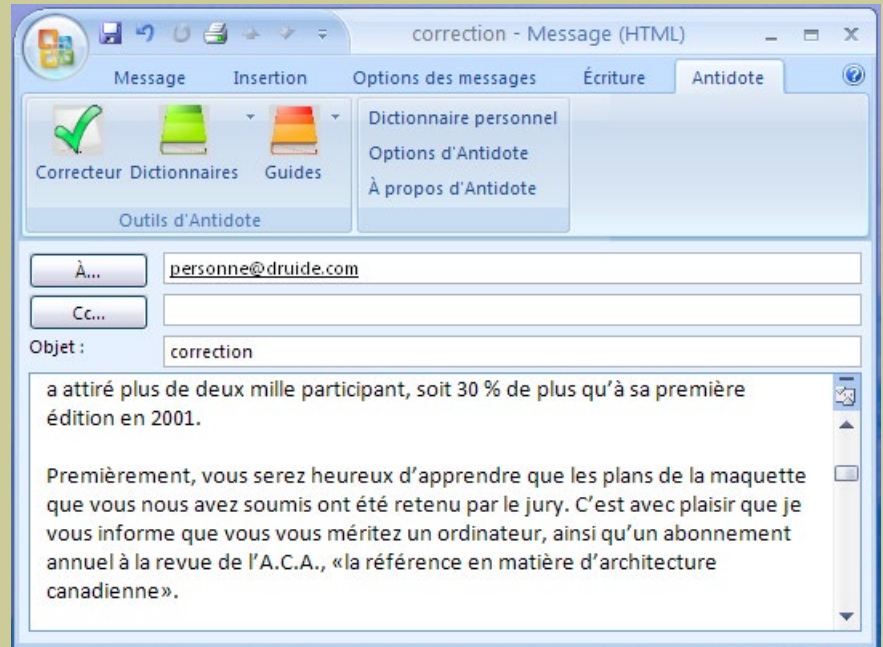 correction - Message (HTML)
Message Insertion Options des messages Écriture Antidote
Correcteur Dictionnaires Guides
Dictionnaire personnel
Options d'Antidote
À propos d'Antidote
Outils d'Antidote
À... personne@druide.com
Cc...
Objet : correction
a attiré plus de deux mille participant, soit 30 % de plus qu’à sa première
édition en 2001.
Premièrement, vous serez heureux d’apprendre que les plans de la maquette
que vous nous avez soumis ont été retenu par le jury. C’est avec plaisir que je
vous informe que vous vous méritez un ordinateur, ainsi qu’un abonnement
annuel à la revue de l’A.C.A., «la référence en matière d’architecture
canadienne».